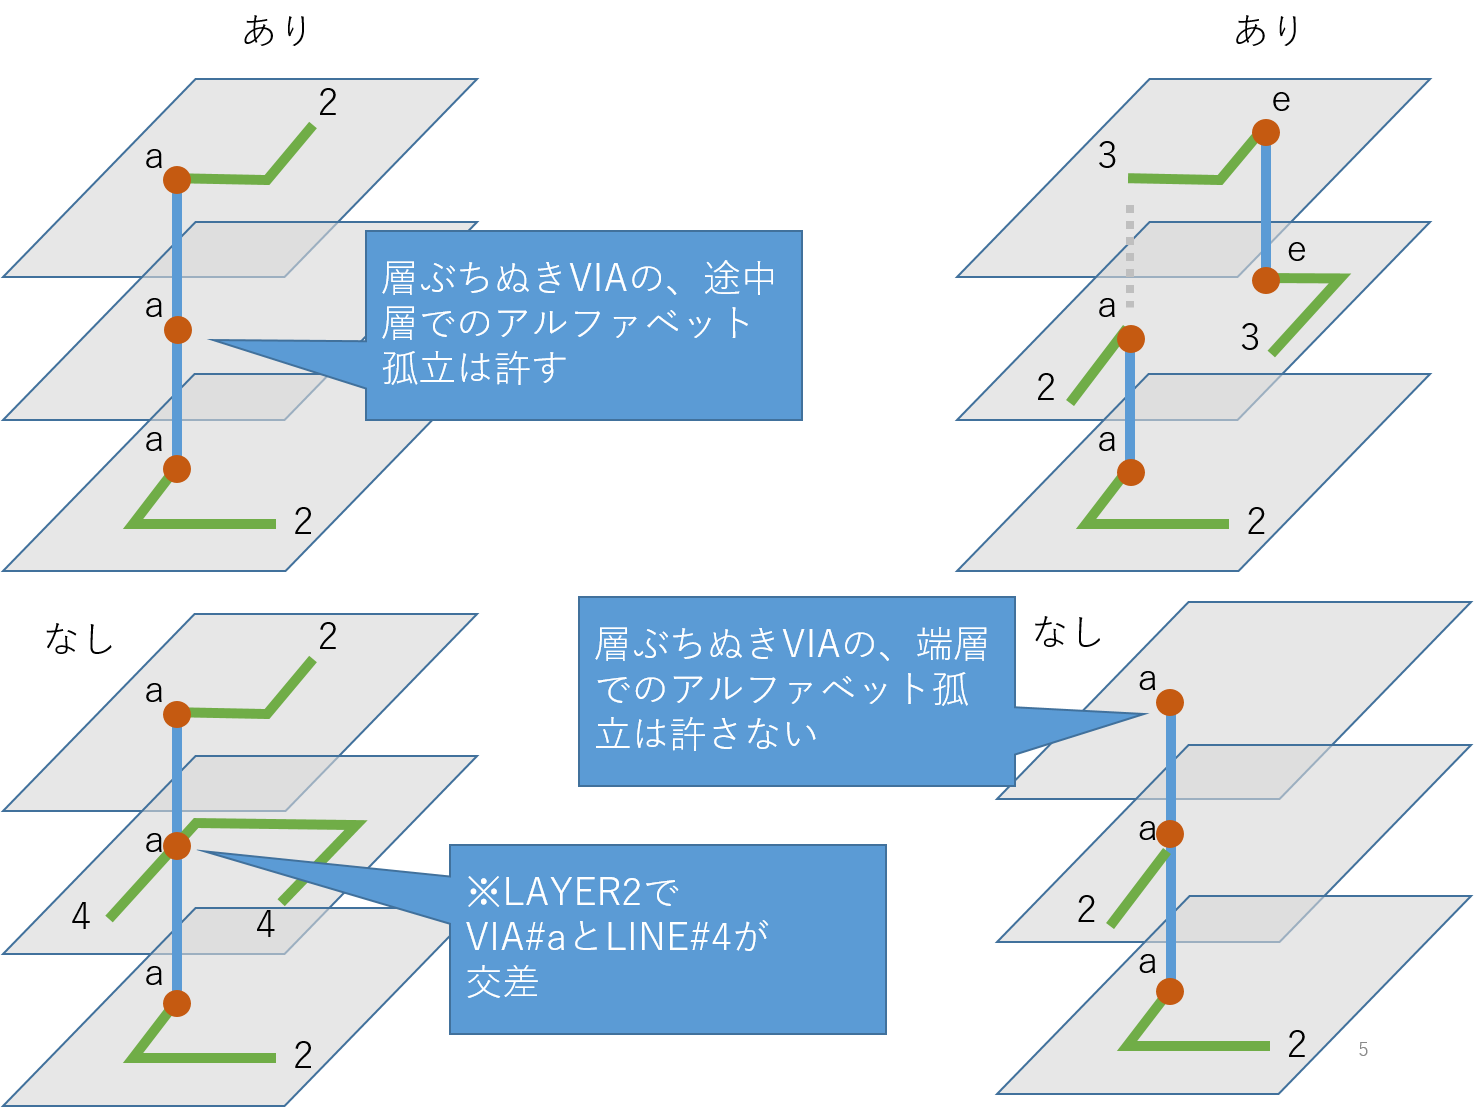 あり
2
a
a
層ぶちぬきVIAの、途中
層でのアルファベット
孤立は許す
a
2
あり
e
3
e
a
3
2
a
2
なし
2
a
a
4
4
※LAYER2で
VIA#aとLINE#4が
交差
a
2
層ぶちぬきVIAの、端層
でのアルファベット孤
立は許さない
なし
a
a
2
a
2
5